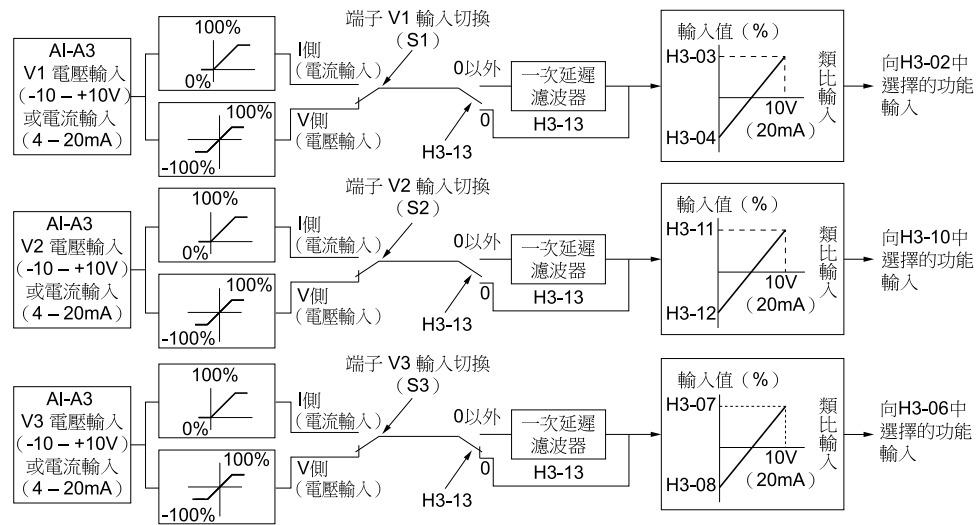 端子 V1 輸入切換
（S1）
AI-A3
V1 電壓輸入
（-10 – +10V）
或電流輸入
（4 – 20mA）
100%
0%
100%
-100%
I側
（電流輸入）
V側
（電壓輸入）
H3-13
0以外
0
一次延遲
濾波器
H3-13
輸入值（%）
H3-03
H3-04
10V
（20mA）
類比輸入
向H3-02中
選擇的功能
輸入
端子 V2 輸入切換
（S2）
AI-A3
V2 電壓輸入
（-10 – +10V）
或電流輸入
（4 – 20mA）
100%
0%
100%
-100%
I側
（電流輸入）
V側
（電壓輸入）
H3-13
0以外
0
一次延遲
濾波器
H3-13
輸入值（%）
H3-11
H3-12
10V
（20mA）
類比輸入
向H3-10中
選擇的功能
輸入
端子 V3 輸入切換
（S3）
AI-A3
V3 電壓輸入
（-10 – +10V）
或電流輸入
（4 – 20mA）
100%
0%
100%
-100%
I側
（電流輸入）
V側
（電壓輸入）
H3-13
0以外
0
一次延遲
濾波器
H3-13
輸入值（%）
H3-07
H3-08
10V
（20mA）
類比輸入
向H3-06中
選擇的功能
輸入